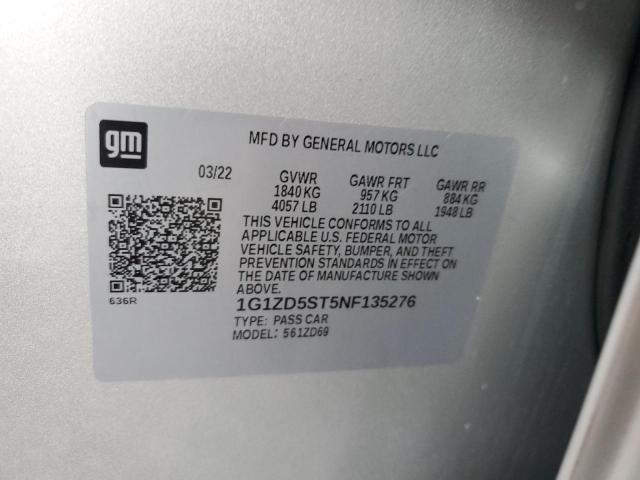 gm
MFD BY GENERAL MOTORS LLC
03/22 GVWR GAWR FRT GAWR RR
1840 KG 957 KG 884 KG
4057 LB 2110 LB 1948 LB
THIS VEHICLE CONFORMS TO ALL
APPLICABLE U.S. FEDERAL MOTOR
VEHICLE SAFETY, BUMPER, AND THEFT
PREVENTION STANDARDS IN EFFECT ON
THE DATE OF MANUFACTURE SHOWN
ABOVE.
636R
1G1ZD5ST5NF135276
TYPE: PASS CAR
MODEL: 561ZD69